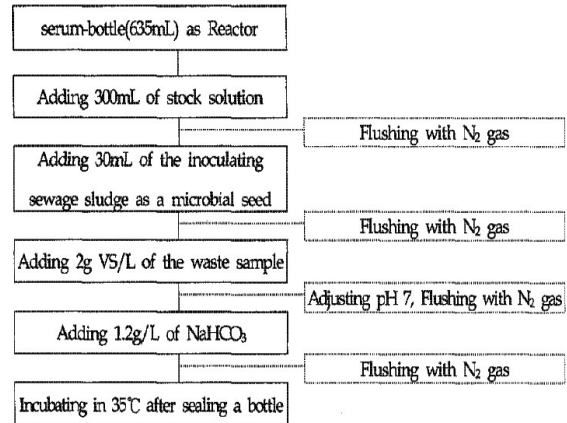 serum-bottle(635mL) as Reactor
Adding 300mL of stock solution
Flushing with N₂ gas
Adding 30mL of the inoculating
sewage sludge as a microbial seed
Flushing with N₂ gas
Adding 2g VS/L of the waste sample
Adjusting pH 7, Flushing with N₂ gas
Adding 1.2g/L of NaHCO₃
Flushing with N₂ gas
Incubating in 35℃ after sealing a bottle